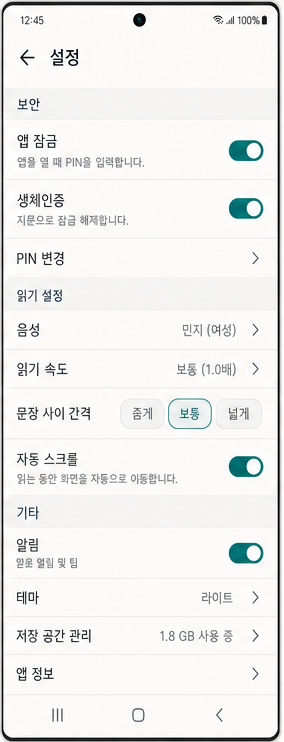 12:45 100%
설정
보안
앱 잠금
앱을 열 때 PIN을 입력합니다.
생체인증
지문으로 잠금 해제합니다.
PIN 변경
읽기 설정
음성 민지 (여성)
읽기 속도 보통 (1.0배)
문장 사이 간격 좁게 보통 넓게
자동 스크롤
읽는 동안 화면을 자동으로 이동합니다.
기타
알림
및 팁
테마 라이트
저장 공간 관리 1.8 GB 사용 중
앱 정보